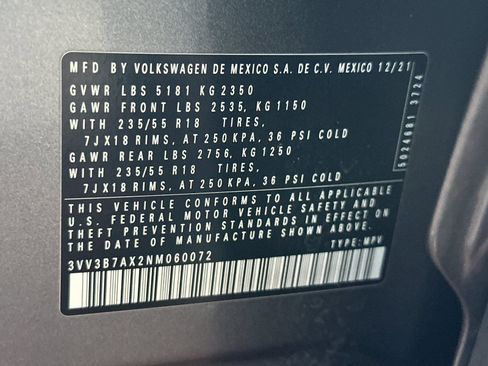 MFD BY VOLKSWAGEN DE MEXICO S.A. DE C.V. MEXICO 12/21
GVWR LBS 5181 KG 2350
GAWR FRONT LBS 2535, KG 1150
WITH 235/55 R18 TIRES,
7JX18 RIMS, AT 250 KPA, 36 PSI COLD
GAWR REAR LBS 2756, KG 1250
WITH 235/55 R18 TIRES,
7JX18 RIMS, AT 250 KPA, 36 PSI COLD
THIS VEHICLE CONFORMS TO ALL APPLICABLE
U.S. FEDERAL MOTOR VEHICLE SAFETY AND
THEFT PREVENTION STANDARDS IN EFFECT ON THE
DATE OF MANUFACTURE SHOWN ABOVE.
3VV3B7AX2NM060072
TYPE: MPV
5024681 3724